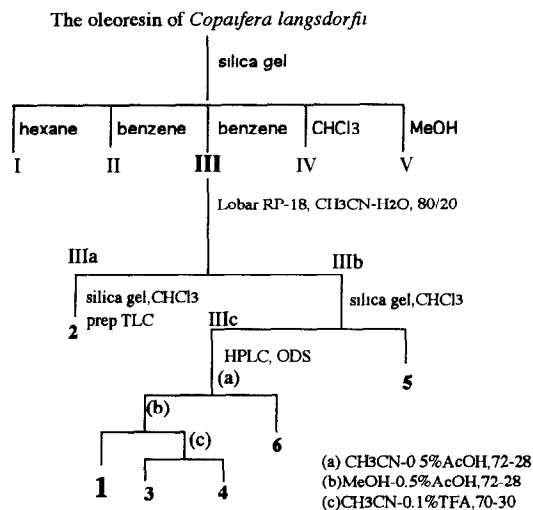 The oleoresin of Copaifera langsdorfii
silica gel
hexane benzene benzene CHCl3 MeOH
I II III IV V
Lobar RP-18, CH3CN-H2O, 80/20
IIIa IIIb
silica gel,CHCl3 silica gel,CHCl3
prep TLC
2 IIIc
HPLC, ODS 5
(a)
(b)
(c) 6
1 3 4
(a) CH3CN-0 5%AcOH,72-28
(b)MeOH-0.5%AcOH,72-28
(c)CH3CN-0.1%TFA,70-30